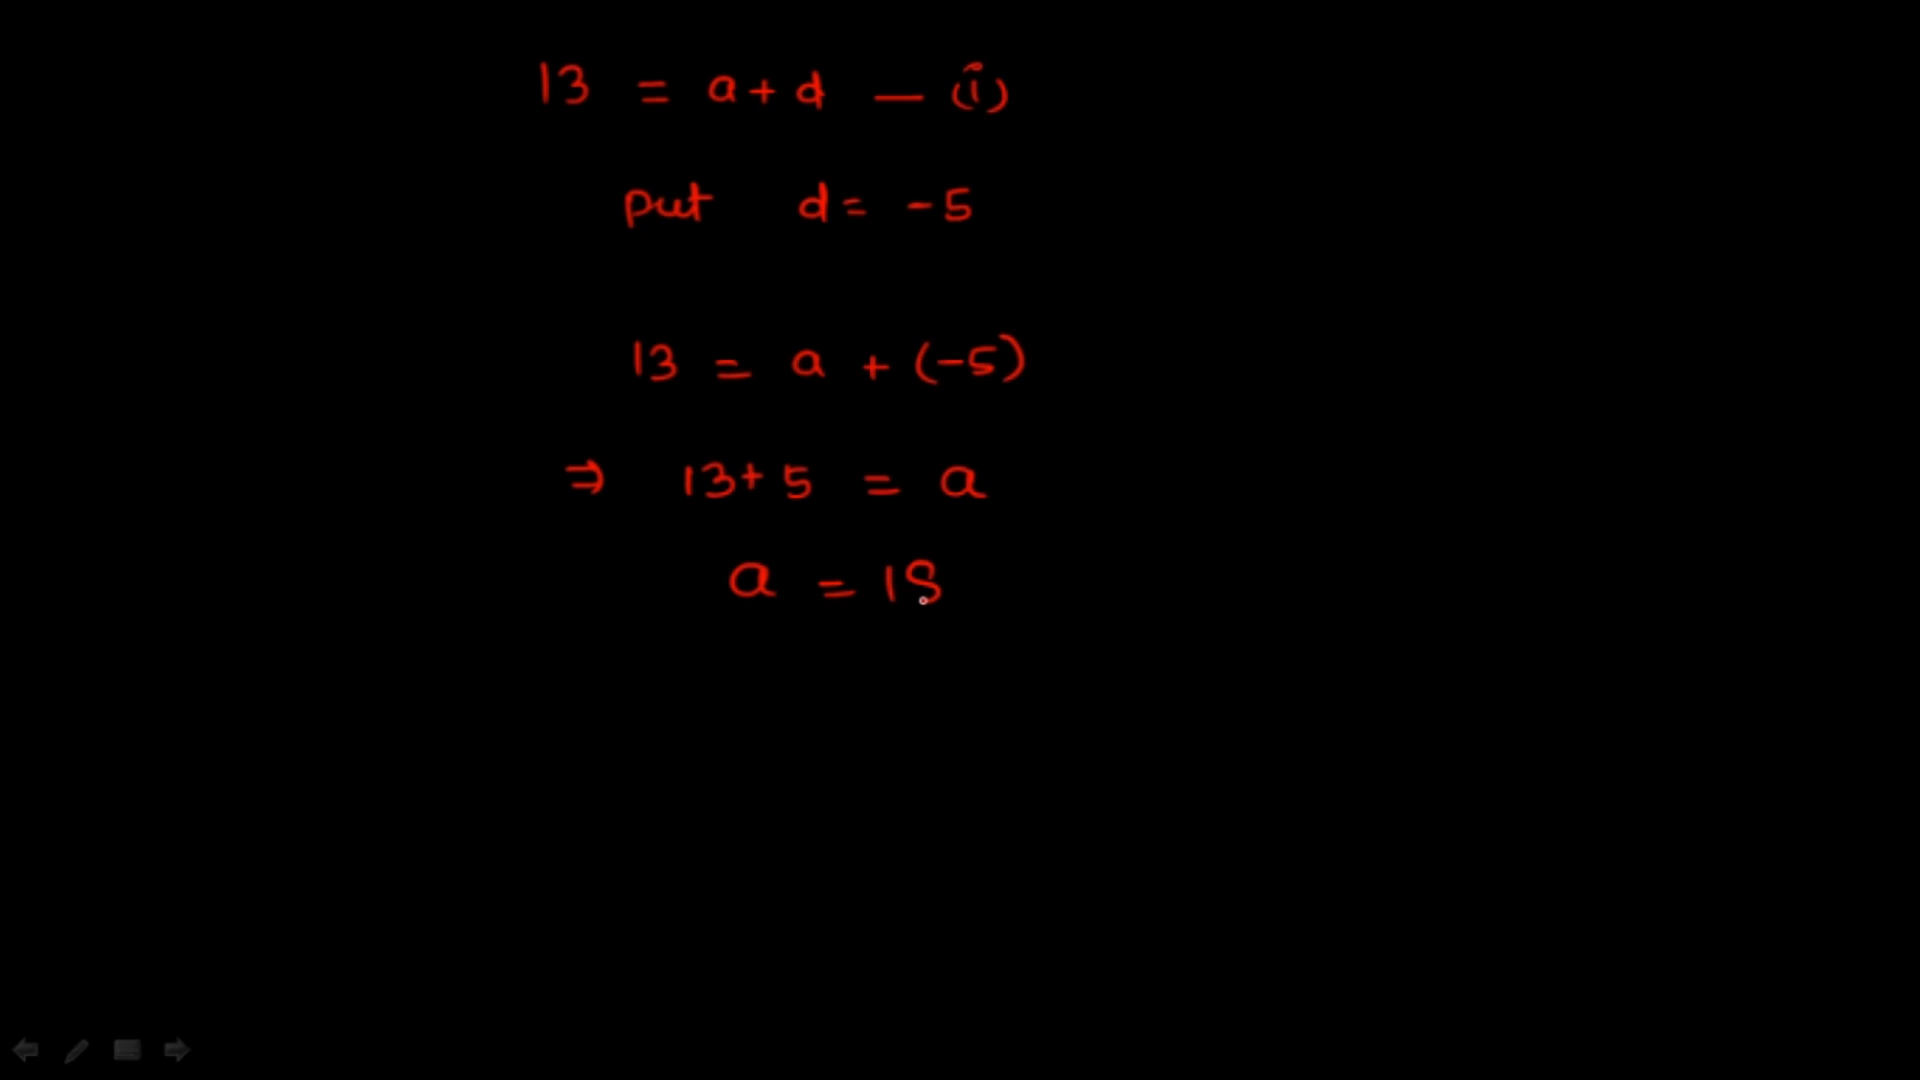 13 = a + d — (i)
put d = -5
13 = a + (-5)
⇒ 13 + 5 = a
a = 18